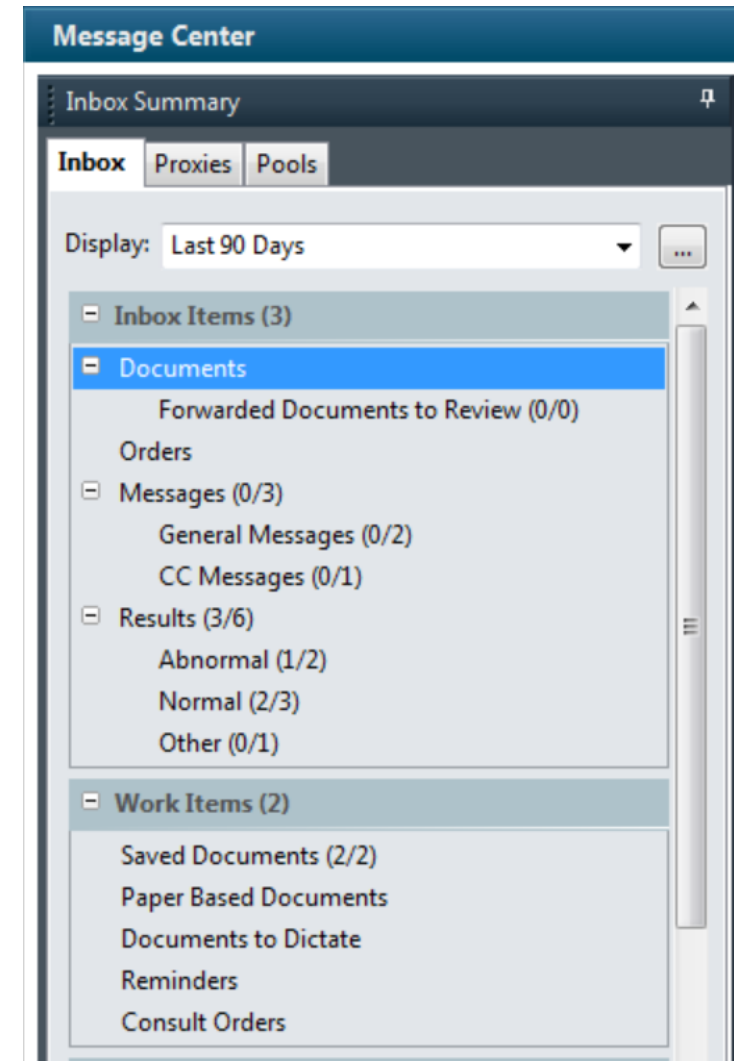 Message Center
Inbox Summary
Inbox Proxies Pools
Display: Last 90 Days ...
Inbox Items (3)
Documents
Forwarded Documents to Review (0/0)
Orders
Messages (0/3)
General Messages (0/2)
CC Messages (0/1)
Results (3/6)
Abnormal (1/2)
Normal (2/3)
Other (0/1)
Work Items (2)
Saved Documents (2/2)
Paper Based Documents
Documents to Dictate
Reminders
Consult Orders